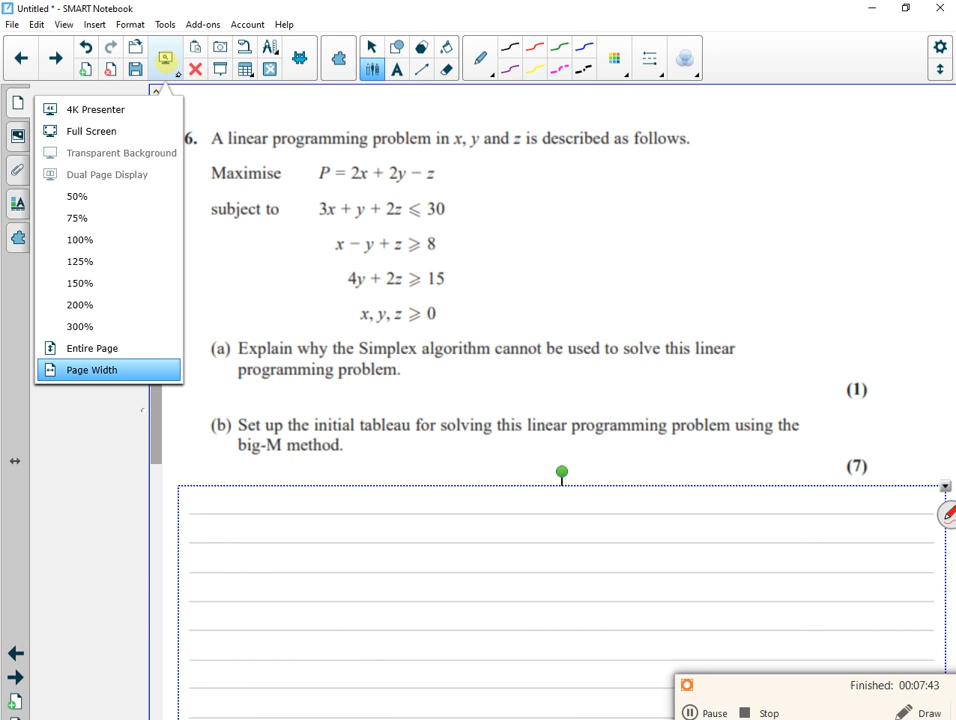 Untitled * - SMART Notebook
File Edit View Insert Format Tools Add-ons Account Help
4K Presenter
Full Screen
Transparent Background
Dual Page Display
50%
75%
100%
125%
150%
200%
300%
Entire Page
Page Width
6. A linear programming problem in x, y and z is described as follows.
Maximise P = 2x + 2y − z
subject to 3x + y + 2z ⩽ 30
x − y + z ⩾ 8
4y + 2z ⩾ 15
x, y, z ⩾ 0
(a) Explain why the Simplex algorithm cannot be used to solve this linear
programming problem.
(1)
(b) Set up the initial tableau for solving this linear programming problem using the
big-M method.
(7)
Finished: 00:07:43
Pause Stop Draw